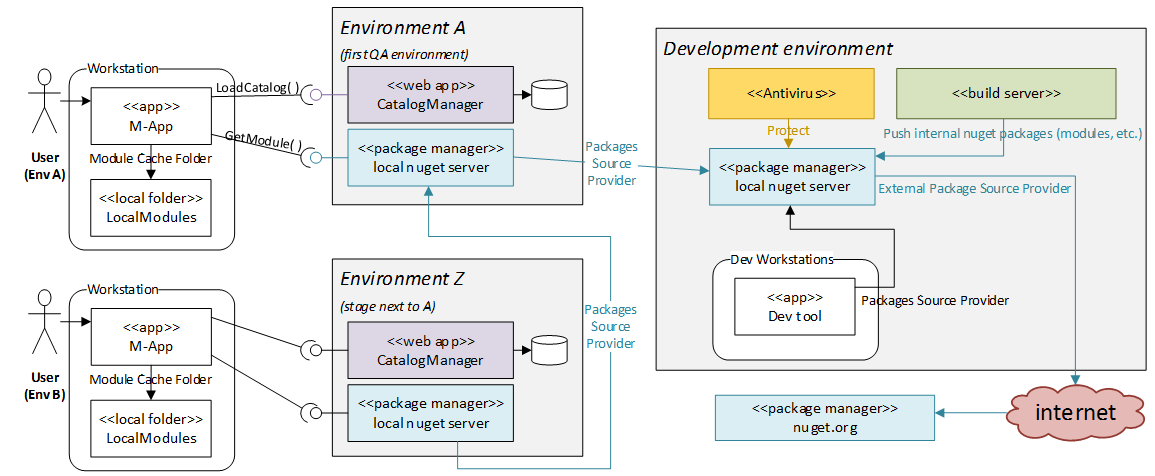 Environment A
(first QA environment)
Workstation
<<app>>
M-App
Module Cache Folder
<<local folder>>
LocalModules
User
(Env A)
LoadCatalog( )
GetModule( )
<<web app>>
CatalogManager
<<package manager>>
local nuget server
Packages
Source
Provider
Development environment
<<Antivirus>>
<<build server>>
Protect
Push internal nuget packages (modules, etc.)
<<package manager>>
local nuget server
External Package Source Provider
Dev Workstations
<<app>>
Dev tool
Packages Source Provider
Environment Z
(stage next to A)
Workstation
<<app>>
M-App
Module Cache Folder
<<local folder>>
LocalModules
User
(Env B)
<<web app>>
CatalogManager
<<package manager>>
local nuget server
Packages
Source
Provider
<<package manager>>
nuget.org
internet